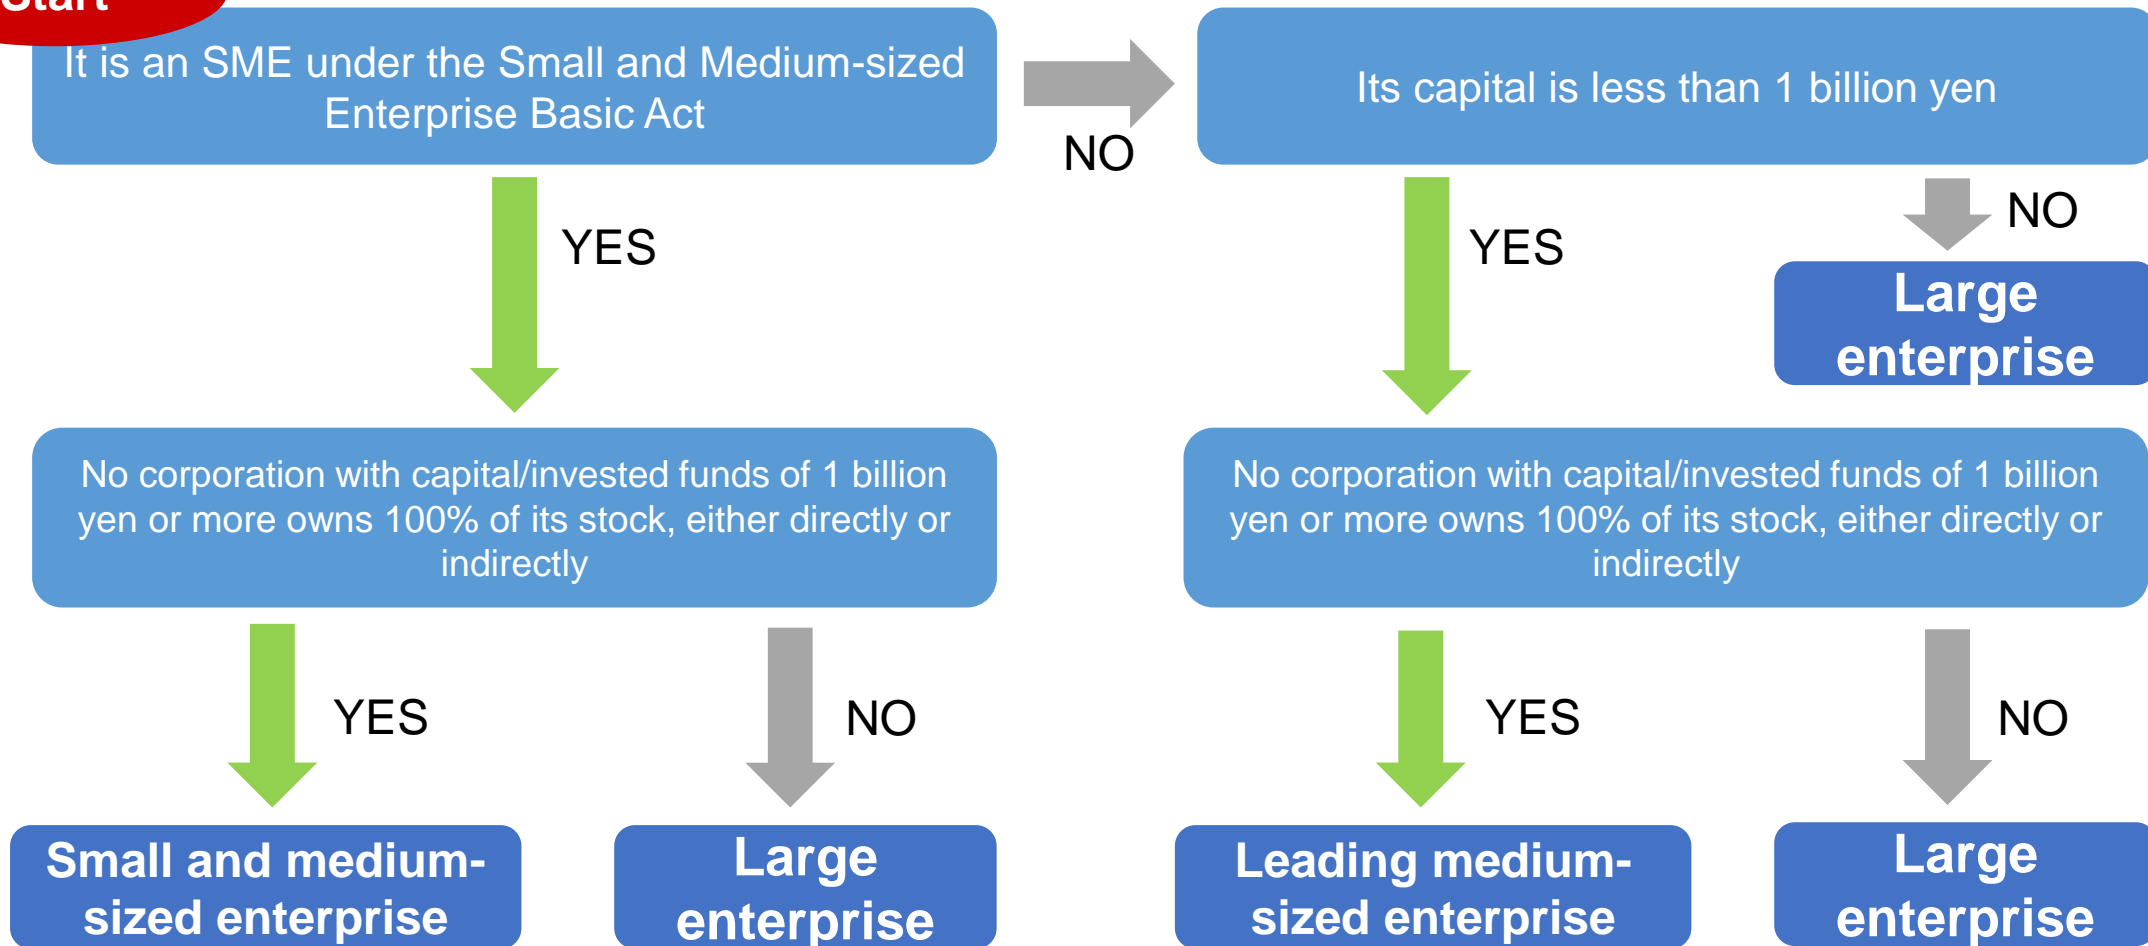 Start
It is an SME under the Small and Medium-sized
Enterprise Basic Act
NO
Its capital is less than 1 billion yen
YES
YES
NO
Large
enterprise
No corporation with capital/invested funds of 1 billion
yen or more owns 100% of its stock, either directly or
indirectly
No corporation with capital/invested funds of 1 billion
yen or more owns 100% of its stock, either directly or
indirectly
YES
NO
YES
NO
Small and medium-
sized enterprise
Large
enterprise
Leading medium-
sized enterprise
Large
enterprise